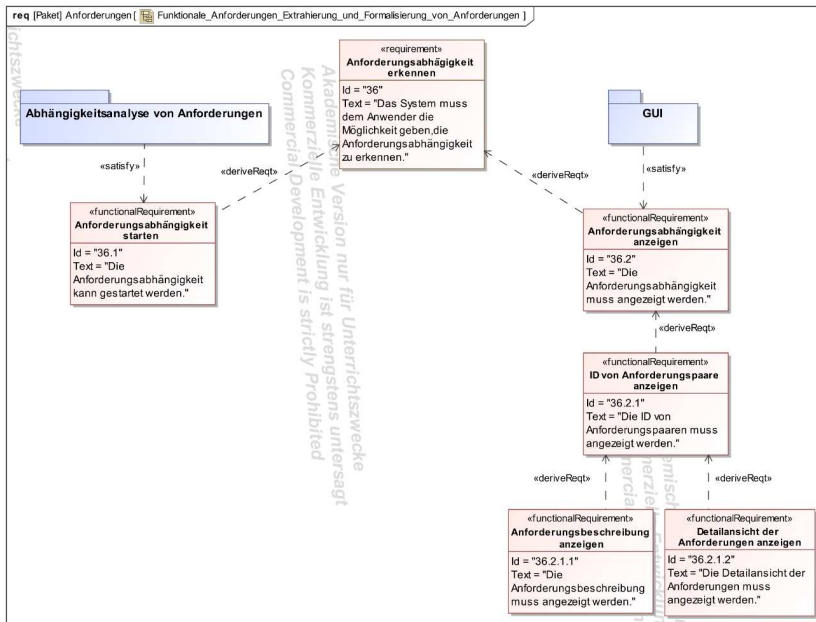 req [Paket] Anforderungen [ Funktionale_Anforderungen_Extrahierung_und_Formalisierung_von_Anforderungen ]
«requirement»
Anforderungsabhägigkeit
erkennen
Id = "36"
Text = "Das System muss
dem Anwender die
Möglichkeit geben,die
Anforderungsabhängigkeit
zu erkennen."
Abhängigkeitsanalyse von Anforderungen
GUI
«satisfy»
«deriveReqt»
«deriveReqt»
«satisfy»
«functionalRequirement»
Anforderungsabhängigkeit
starten
Id = "36.1"
Text = "Die
Anforderungsabhängigkeit
kann gestartet werden."
«functionalRequirement»
Anforderungsabhängigkeit
anzeigen
Id = "36.2"
Text = "Die
Anforderungsabhängigkeit
muss angezeigt werden."
«deriveReqt»
«functionalRequirement»
ID von Anforderungspaare
anzeigen
Id = "36.2.1"
Text = "Die ID von
Anforderungspaaren muss
angezeigt werden."
«deriveReqt»
«deriveReqt»
«functionalRequirement»
Anforderungsbeschreibung
anzeigen
Id = "36.2.1.1"
Text = "Die
Anforderungsbeschreibung
muss angezeigt werden."
«functionalRequirement»
Detailansicht der
Anforderungen anzeigen
Id = "36.2.1.2"
Text = "Die Detailansicht der
Anforderungen muss
angezeigt werden."
Akademische Version nur für Unterrichtszwecke
Kommerzielle Entwicklung ist strengstens untersagt
Commercial Development is strictly Prohibited